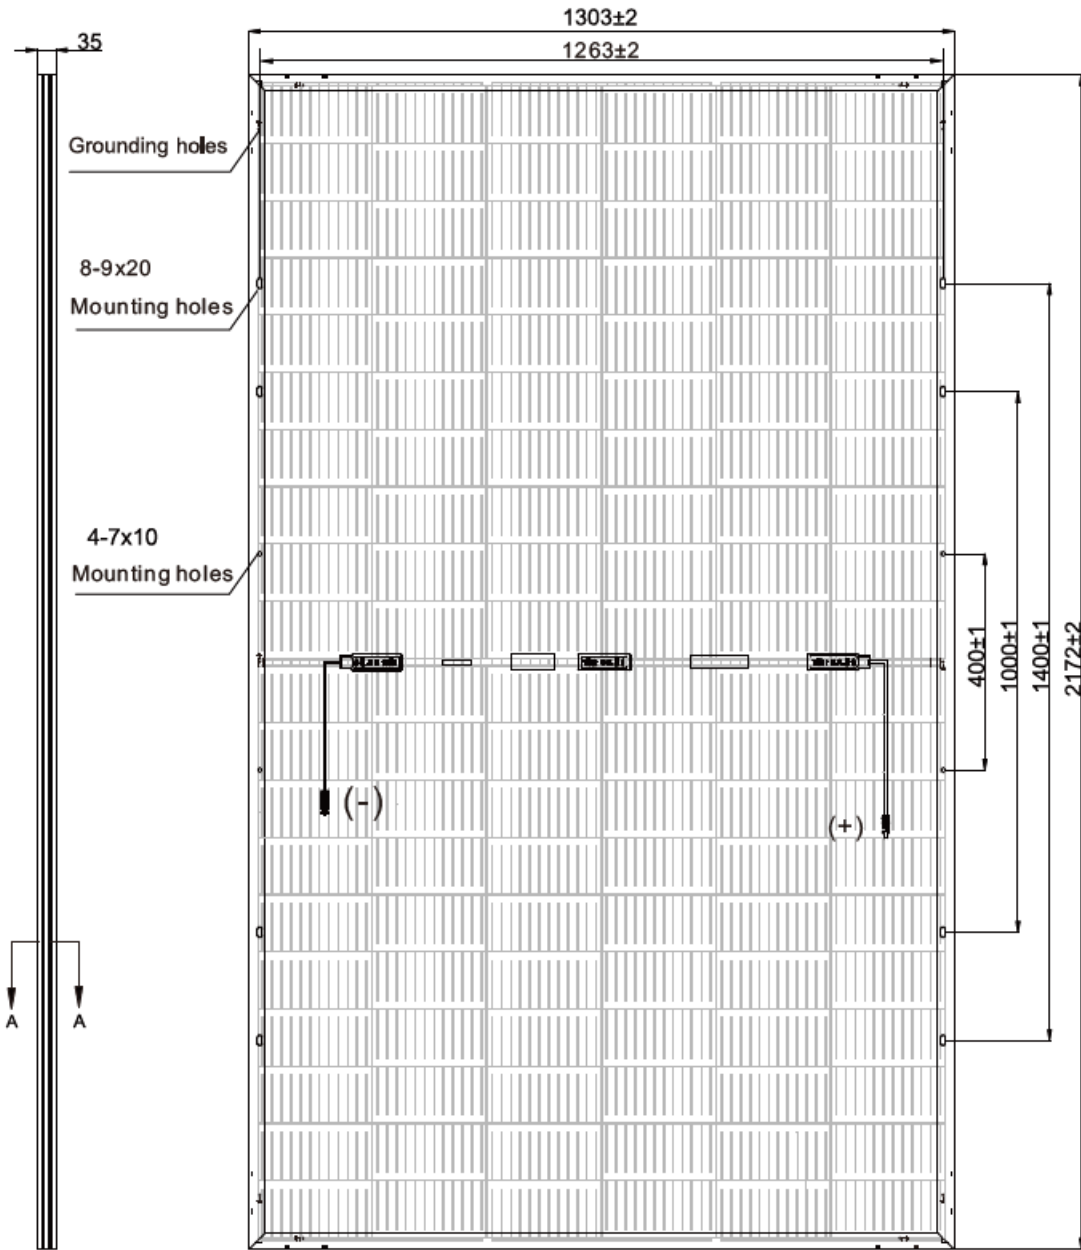 1303±2
1263±2
35
Grounding holes
8-9x20
Mounting holes
4-7x10
Mounting holes
400±1
1000±1
1400±1
2172±2
(-)
(+)
A
A